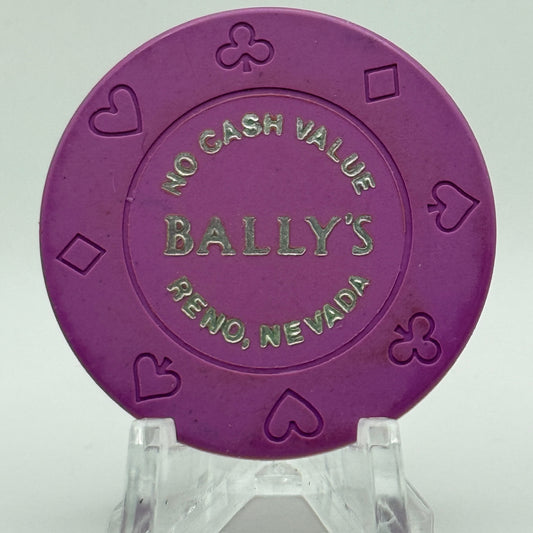 NO CASH VALUE
BALLY'S
RENO, NEVADA